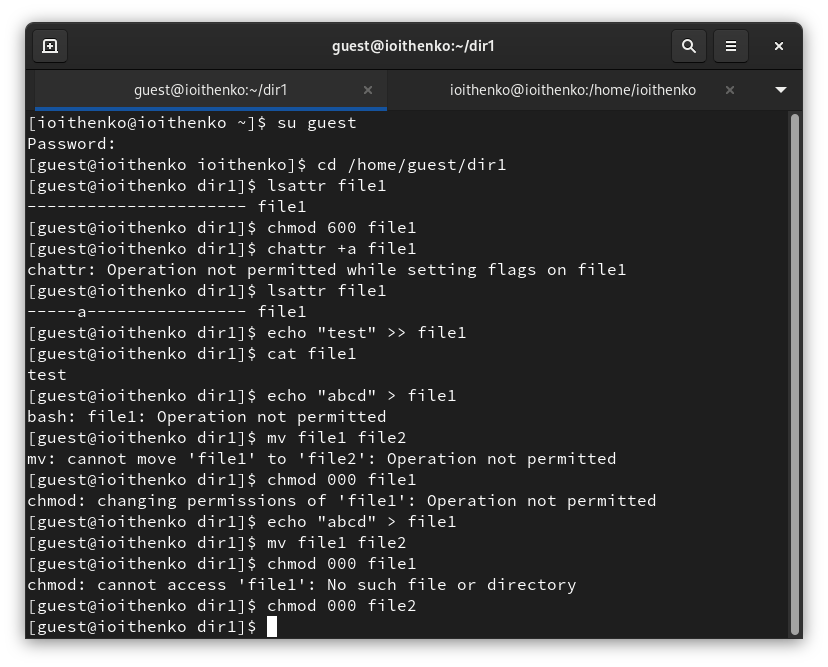 guest@ioithenko:~/dir1
guest@ioithenko:~/dir1
ioithenko@ioithenko:/home/ioithenko
[ioithenko@ioithenko ~]$ su guest
Password:
[guest@ioithenko ioithenko]$ cd /home/guest/dir1
[guest@ioithenko dir1]$ lsattr file1
---------------------- file1
[guest@ioithenko dir1]$ chmod 600 file1
[guest@ioithenko dir1]$ chattr +a file1
chattr: Operation not permitted while setting flags on file1
[guest@ioithenko dir1]$ lsattr file1
-----a---------------- file1
[guest@ioithenko dir1]$ echo "test" >> file1
[guest@ioithenko dir1]$ cat file1
test
[guest@ioithenko dir1]$ echo "abcd" > file1
bash: file1: Operation not permitted
[guest@ioithenko dir1]$ mv file1 file2
mv: cannot move 'file1' to 'file2': Operation not permitted
[guest@ioithenko dir1]$ chmod 000 file1
chmod: changing permissions of 'file1': Operation not permitted
[guest@ioithenko dir1]$ echo "abcd" > file1
[guest@ioithenko dir1]$ mv file1 file2
[guest@ioithenko dir1]$ chmod 000 file1
chmod: cannot access 'file1': No such file or directory
[guest@ioithenko dir1]$ chmod 000 file2
[guest@ioithenko dir1]$